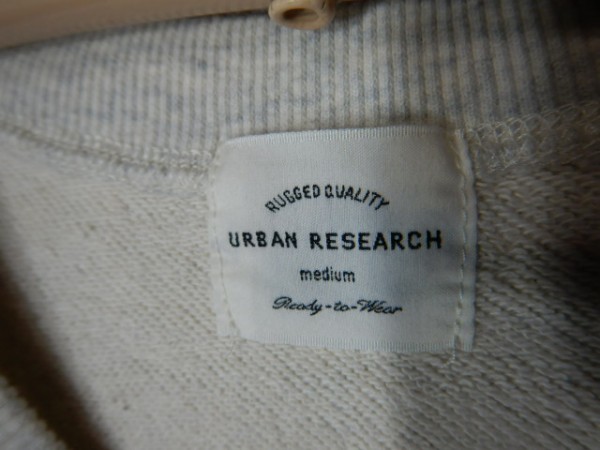 RUGGED QUALITY
URBAN RESEARCH
medium
Ready-to-Wear